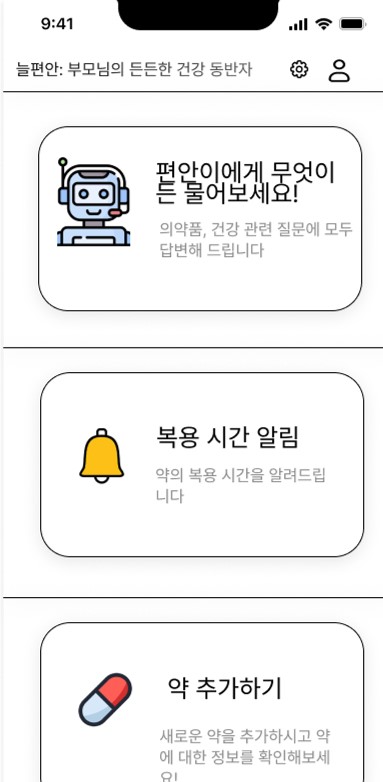 9:41
늘편안: 부모님의 든든한 건강 동반자
편안이에게 무엇이
든 물어보세요!
의약품, 건강 관련 질문에 모두
답변해 드립니다
복용 시간 알림
약의 복용 시간을 알려드립
니다
약 추가하기
새로운 약을 추가하시고 약
에 대한 정보를 확인해보세
요!